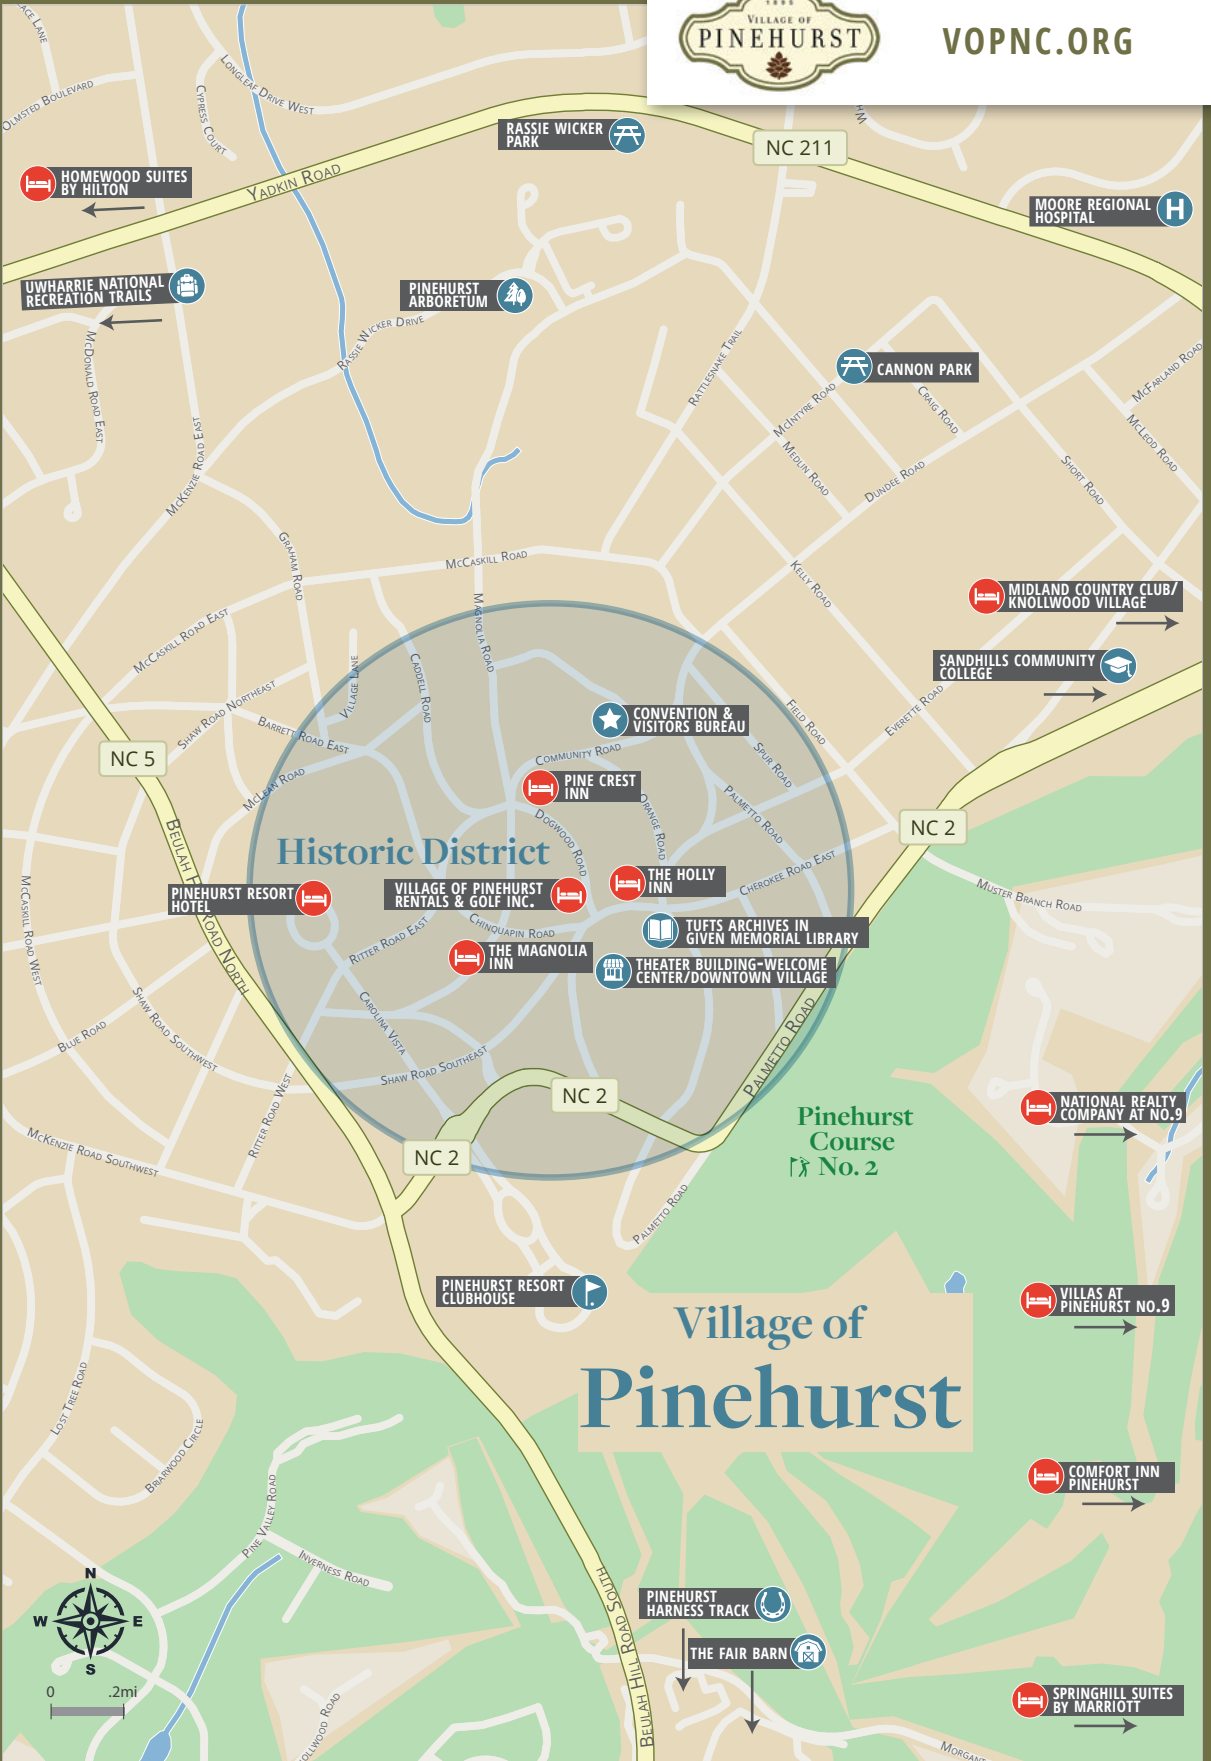 1895
VILLAGE OF
PINEHURST
VOPNC.ORG
OLMSTED BOULEVARD
LONGLEAF DRIVE WEST
CYPRESS COURT
RASSIE WICKER
PARK
NC 211
HOMEWOOD SUITES
BY HILTON
YADKIN ROAD
MOORE REGIONAL
HOSPITAL
H
UWHARRIE NATIONAL
RECREATION TRAILS
PINEHURST
ARBORETUM
RASSIE WICKER DRIVE
MCDONALD ROAD EAST
RATTLESNAKE TRAIL
CANNON PARK
MCINTYRE ROAD
CRAIG ROAD
MCFARLAND ROAD
MCLEOD ROAD
MCKENZIE ROAD EAST
MEDLIN ROAD
DUNDEE ROAD
SHORT ROAD
GRAHAM ROAD
MCCASKILL ROAD
KELLY ROAD
MIDLAND COUNTRY CLUB/
KNOLLWOOD VILLAGE
MCCASKILL ROAD EAST
MAGNOLIA ROAD
SANDHILLS COMMUNITY
COLLEGE
VILLAGE LANE
CADDELL ROAD
SHAW ROAD NORTHEAST
BARRETT ROAD EAST
CONVENTION &
VISITORS BUREAU
FIELD ROAD
EVERETTE ROAD
NC 5
COMMUNITY ROAD
SPUR ROAD
MCLEAN ROAD
PINE CREST
INN
ORANGE ROAD
PALMETTO ROAD
DOGWOOD ROAD
NC 2
Historic District
BEULAH
ROAD NORTH
PINEHURST RESORT
HOTEL
VILLAGE OF PINEHURST
RENTALS & GOLF INC.
THE HOLLY
INN
CHEROKEE ROAD EAST
MUSTER BRANCH ROAD
MCCASKILL ROAD WEST
CHINQUAPIN ROAD
RITTER ROAD EAST
TUFTS ARCHIVES IN
GIVEN MEMORIAL LIBRARY
THE MAGNOLIA
INN
THEATER BUILDING-WELCOME
CENTER/DOWNTOWN VILLAGE
SHAW ROAD SOUTHWEST
BLUE ROAD
CAROLINA VISTA
PALMETTO ROAD
SHAW ROAD SOUTHEAST
NC 2
RITTER ROAD WEST
Pinehurst
Course
No. 2
NATIONAL REALTY
COMPANY AT NO.9
MCKENZIE ROAD SOUTHWEST
NC 2
PALMETTO ROAD
PINEHURST RESORT
CLUBHOUSE
VILLAS AT
PINEHURST NO.9
Village of
Pinehurst
LOST TREE ROAD
BRIARWOOD CIRCLE
COMFORT INN
PINEHURST
PINE VALLEY ROAD
INVERNESS ROAD
BEULAH HILL ROAD SOUTH
PINEHURST
HARNESS TRACK
THE FAIR BARN
N
W
E
S
0 .2mi
SPRINGHILL SUITES
BY MARRIOTT